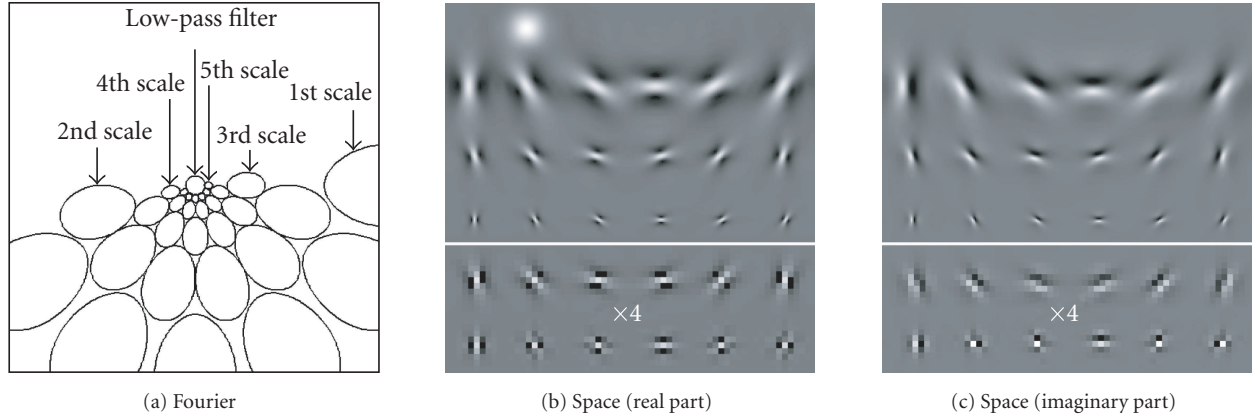 Low-pass filter
5th scale
4th scale
1st scale
2nd scale
3rd scale
×4
×4
(a) Fourier
(b) Space (real part)
(c) Space (imaginary part)